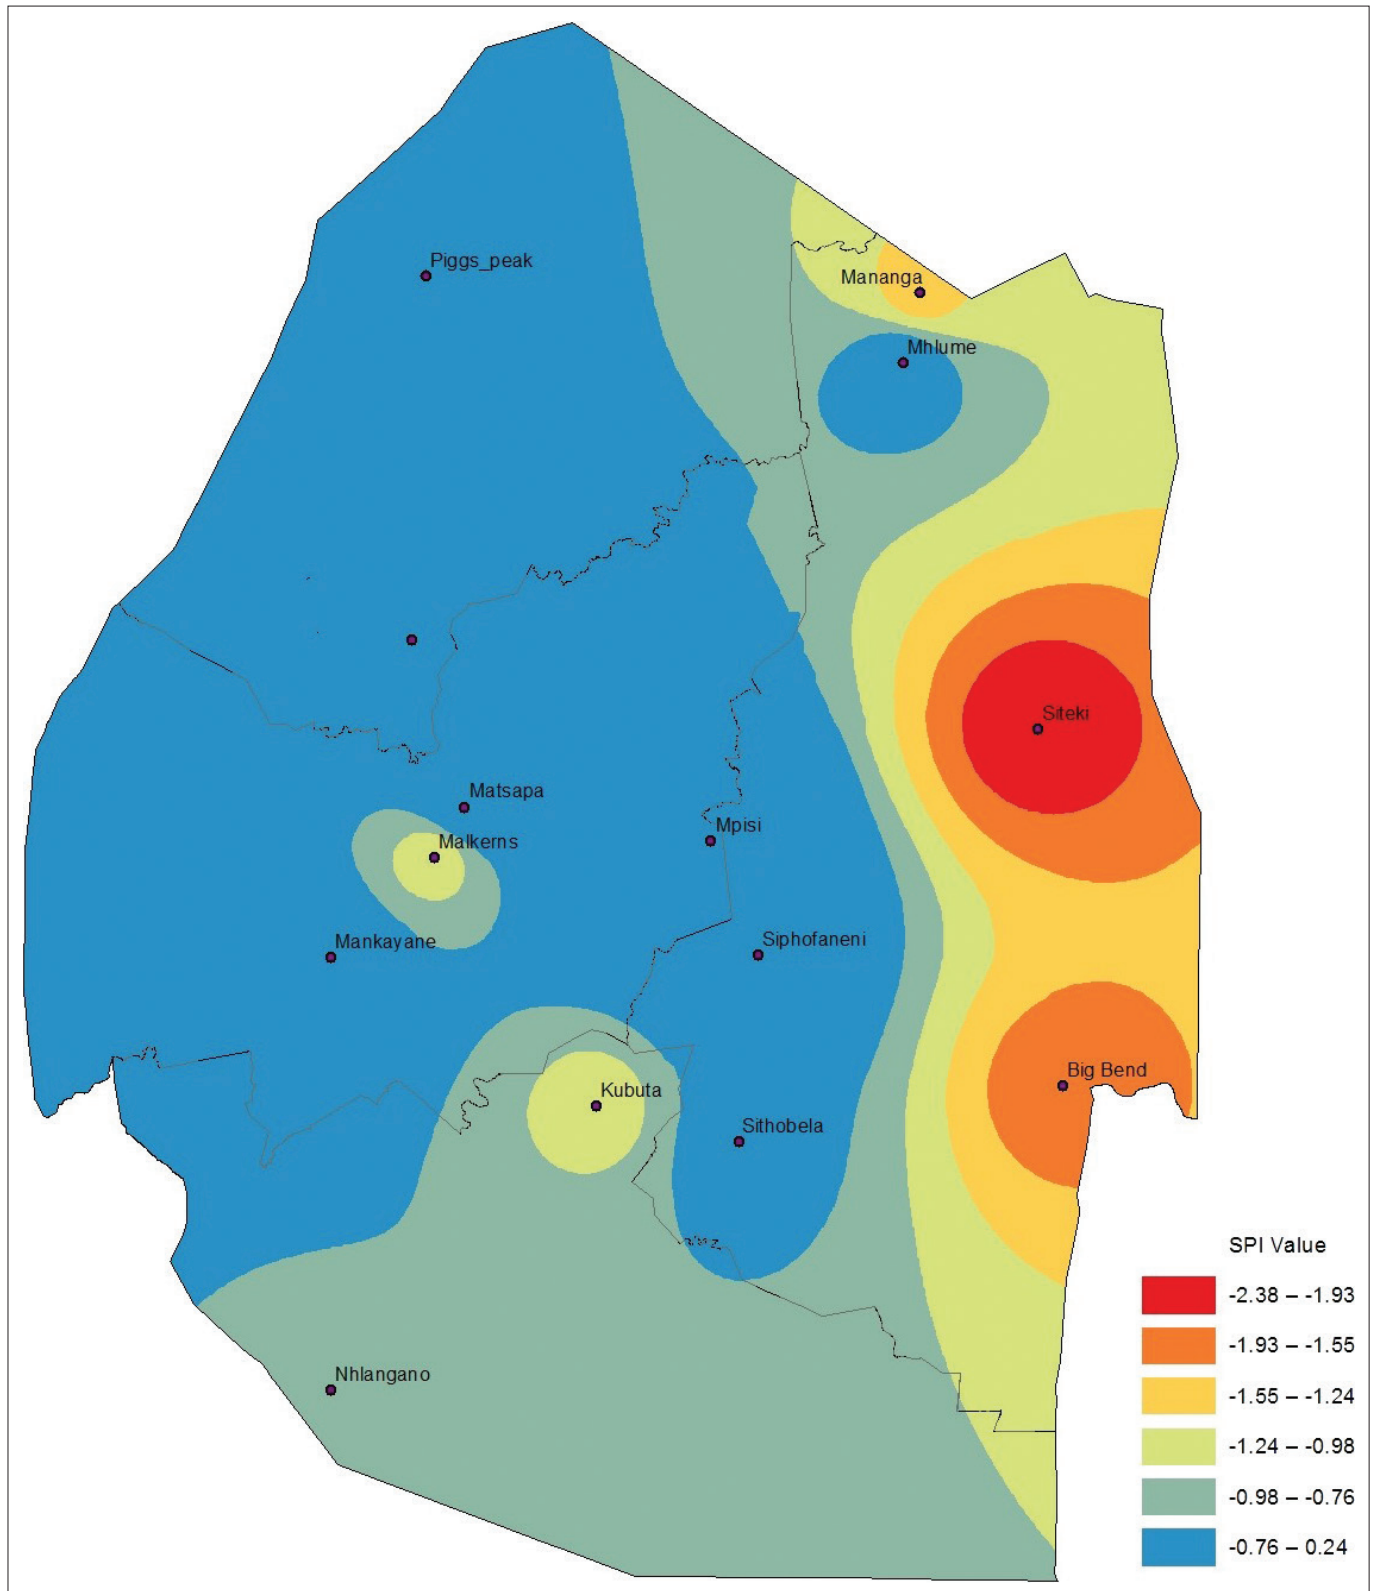 Piggs_peak
Mananga
Mhlume
Siteki
Matsapa
Mpisi
Malkerns
Mankayane
Siphofaneni
Big Bend
Kubuta
Sithobela
Nhlangano
SPI Value
-2.38 – -1.93
-1.93 – -1.55
-1.55 – -1.24
-1.24 – -0.98
-0.98 – -0.76
-0.76 – 0.24